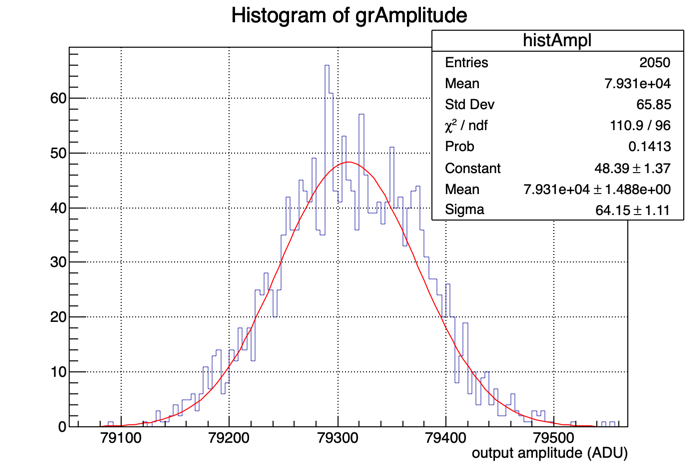 Histogram of grAmplitude
histAmpl
Entries 2050
Mean 7.931e+04
Std Dev 65.85
χ² / ndf 110.9 / 96
Prob 0.1413
Constant 48.39 ± 1.37
Mean 7.931e+04 ± 1.488e+00
Sigma 64.15 ± 1.11
60
50
40
30
20
10
0
79100 79200 79300 79400 79500
output amplitude (ADU)